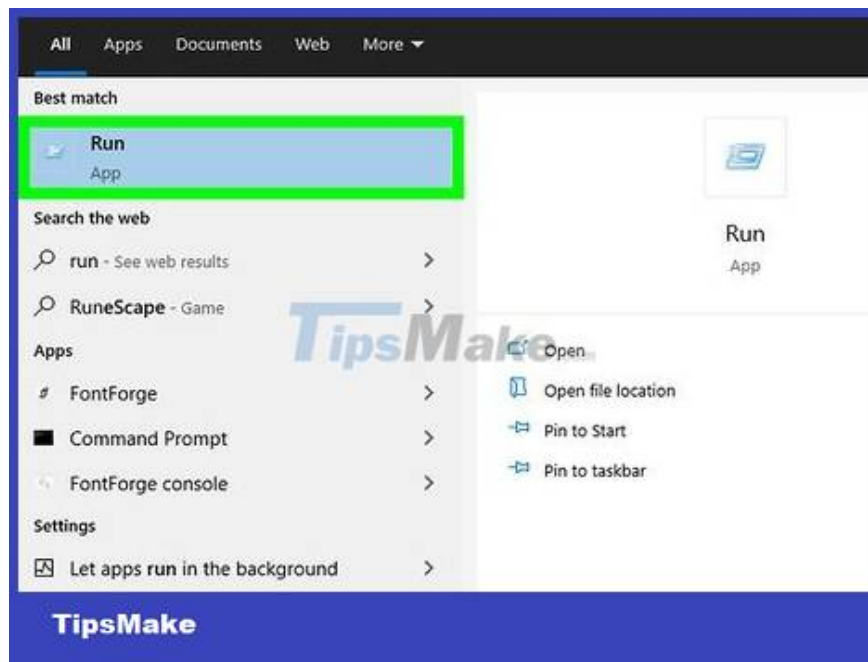 All Apps Documents Web More
Best match
Run
App
Search the web
run - See web results
RuneScape - Game
Apps
FontForge
Command Prompt
FontForge console
Settings
Let apps run in the background
Run
App
Open
Open file location
Pin to Start
Pin to taskbar
TipsMake
TipsMake